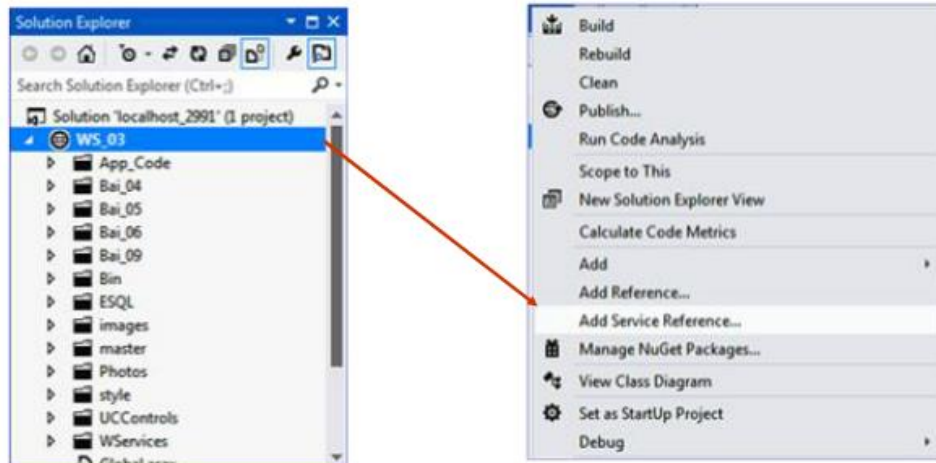 Solution Explorer
Search Solution Explorer (Ctrl+;)
Solution 'localhost_2991' (1 project)
WS_03
App_Code
Bai_04
Bai_05
Bai_06
Bai_09
Bin
ESQL
images
master
Photos
style
UCControls
WServices
Build
Rebuild
Clean
Publish...
Run Code Analysis
Scope to This
New Solution Explorer View
Calculate Code Metrics
Add
Add Reference...
Add Service Reference...
Manage NuGet Packages...
View Class Diagram
Set as StartUp Project
Debug